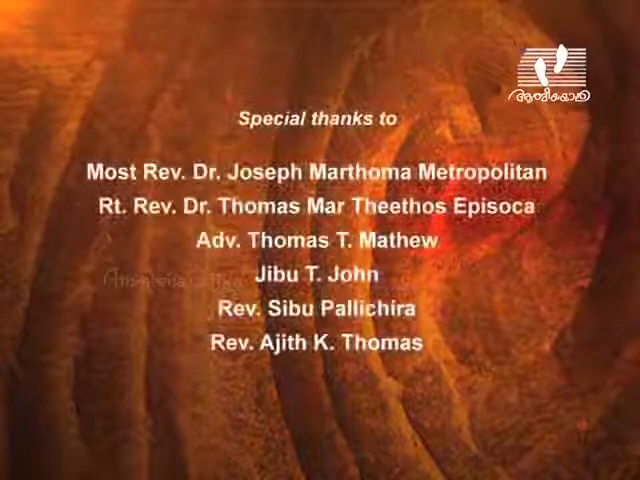 ആത്മീയയാത്ര
Special thanks to
Most Rev. Dr. Joseph Marthoma Metropolitan
Rt. Rev. Dr. Thomas Mar Theethos Episoca
Adv. Thomas T. Mathew
Jibu T. John
Rev. Sibu Pallichira
Rev. Ajith K. Thomas